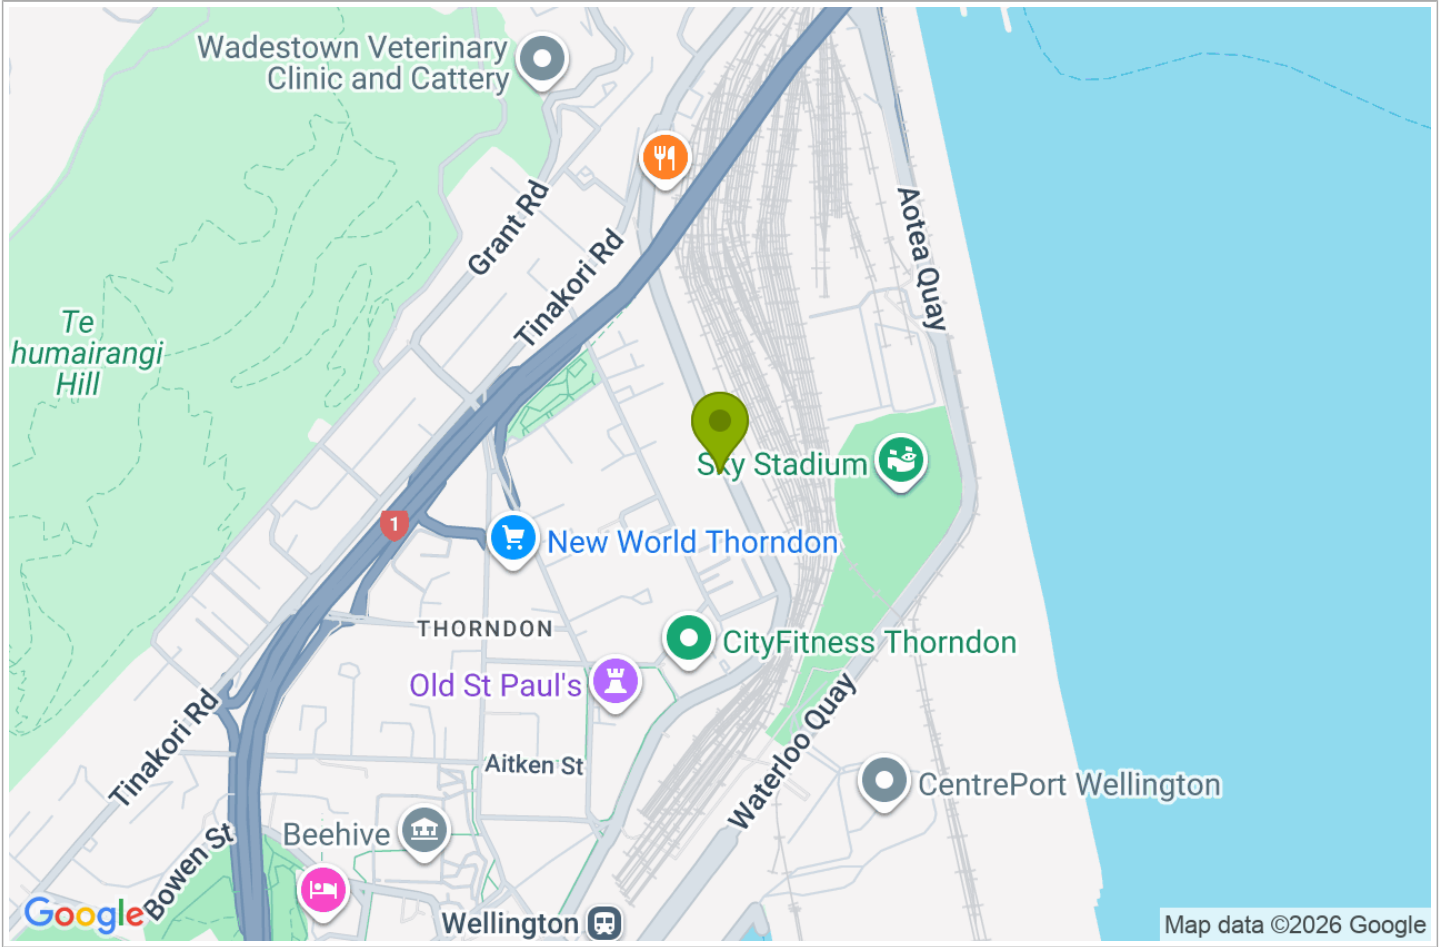 Wadestown Veterinary
Clinic and Cattery
Grant Rd
Tinakori Rd
Aotea Quay
Te
humairangi
Hill
Sky Stadium
1
New World Thorndon
THORNDON
CityFitness Thorndon
Old St Paul's
Tinakori Rd
Aitken St
Waterloo Quay
CentrePort Wellington
Beehive
Bowen St
Wellington
Google
Map data ©2026 Google